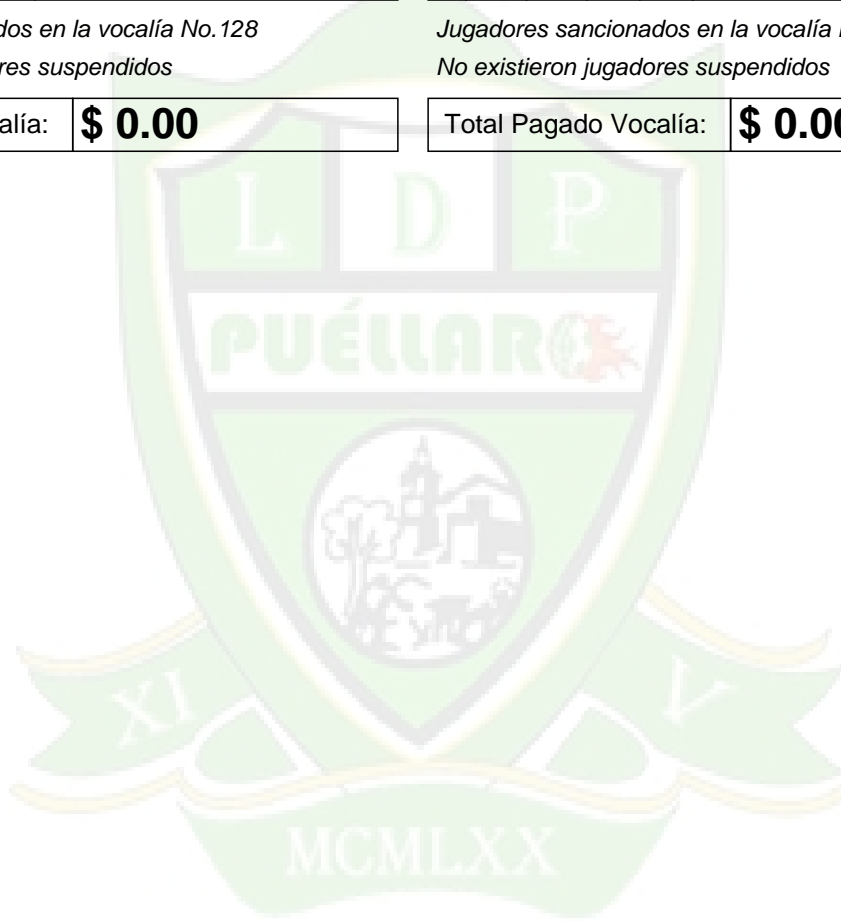 dos en la vocalía No.128
res suspendidos
alía: $ 0.00
Jugadores sancionados en la vocalía
No existieron jugadores suspendidos
Total Pagado Vocalía: $ 0.00
L D P
PUÉLLARO
XI V
MCMLXX